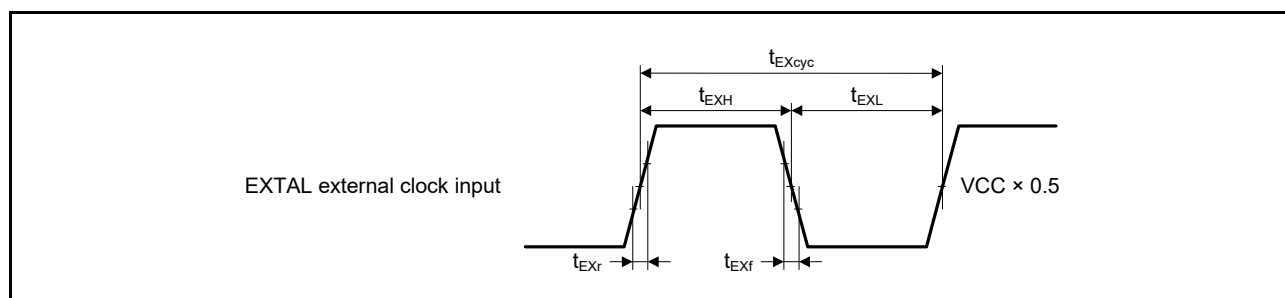 tEXcyc
tEXH tEXL
EXTAL external clock input VCC × 0.5
tEXr tEXf